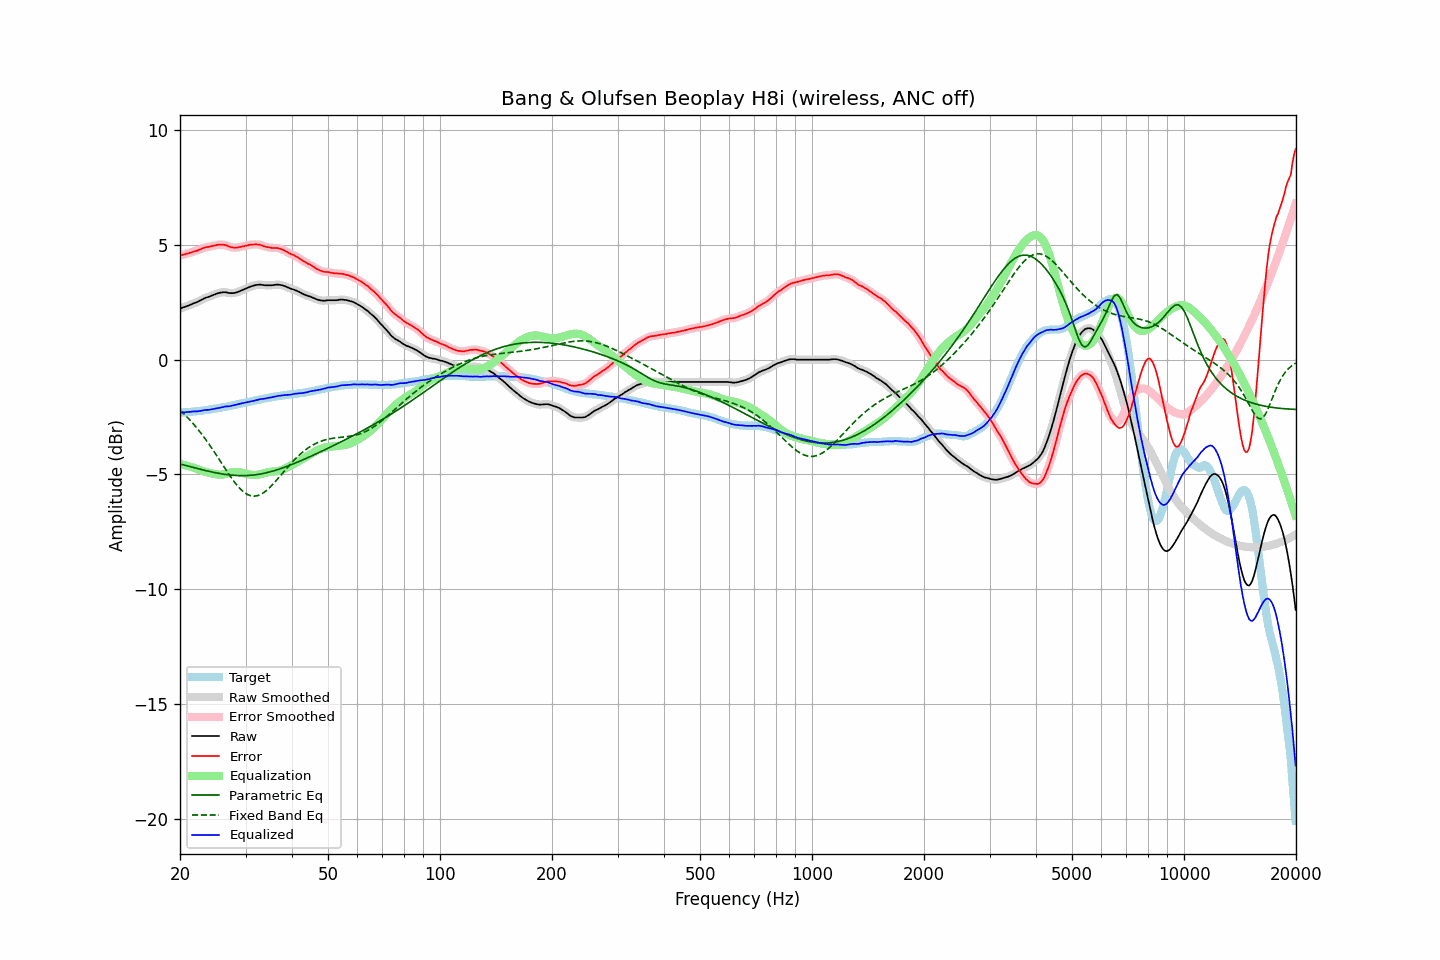 Bang & Olufsen Beoplay H8i (wireless, ANC off)
10
5
0
−5
−10
−15
−20
Amplitude (dBr)
Target
Raw Smoothed
Error Smoothed
Raw
Error
Equalization
Parametric Eq
Fixed Band Eq
Equalized
20 50 100 200 500 1000 2000 5000 10000 20000
Frequency (Hz)